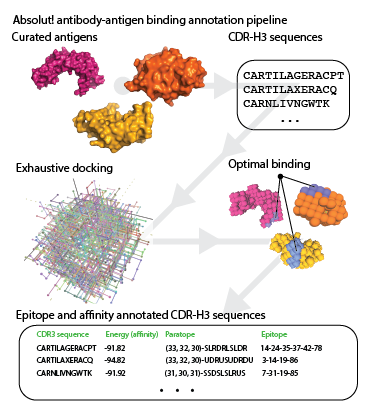 Absolut! antibody-antigen binding annotation pipeline
Curated antigens
CDR-H3 sequences
CARTILAGERACPT
CARTILAXERACQ
CARNLIVNGWTK
...
Exhaustive docking
Optimal binding
Epitope and affinity annotated CDR-H3 sequences
CDR3 sequence Energy (affinity) Paratope Epitope
CARTILAGERACPT -91.82 (33, 32, 30)-SLRDRLSLDR 14-24-35-37-42-78
CARTILAXERACQ -94.82 (33, 32, 30)-UDRUSUDRDU 3-14-19-86
CARNLIVNGWTK -91.92 (31, 30, 31)-SSDSLSLRUS 7-31-19-85
...